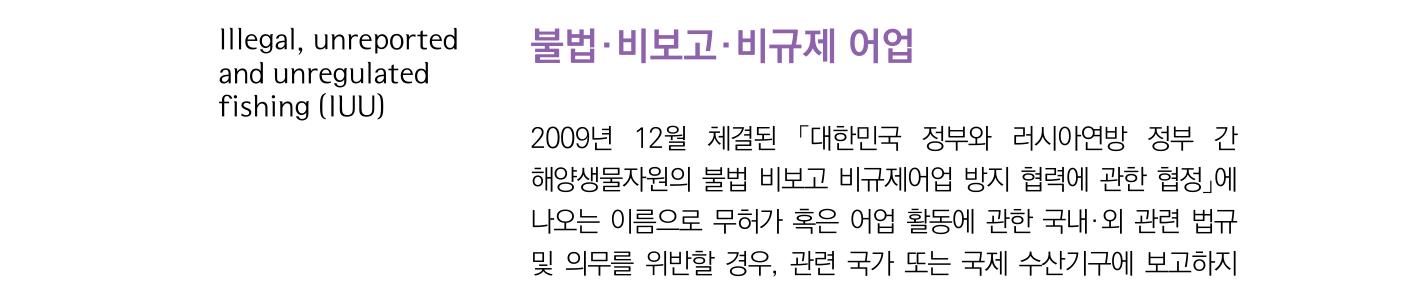 Illegal, unreported
and unregulated
fishing (IUU)
불법·비보고·비규제 어업
2009년 12월 체결된 「대한민국 정부와 러시아연방 정부 간
해양생물자원의 불법 비보고 비규제어업 방지 협력에 관한 협정」에
나오는 이름으로 무허가 혹은 어업 활동에 관한 국내·외 관련 법규
및 의무를 위반할 경우, 관련 국가 또는 국제 수산기구에 보고하지